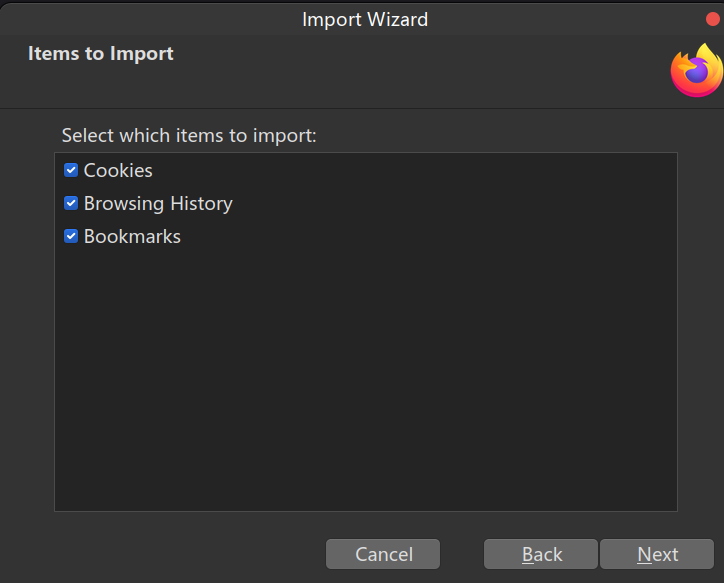 Import Wizard
Items to Import
Select which items to import:
Cookies
Browsing History
Bookmarks
Cancel
Back
Next